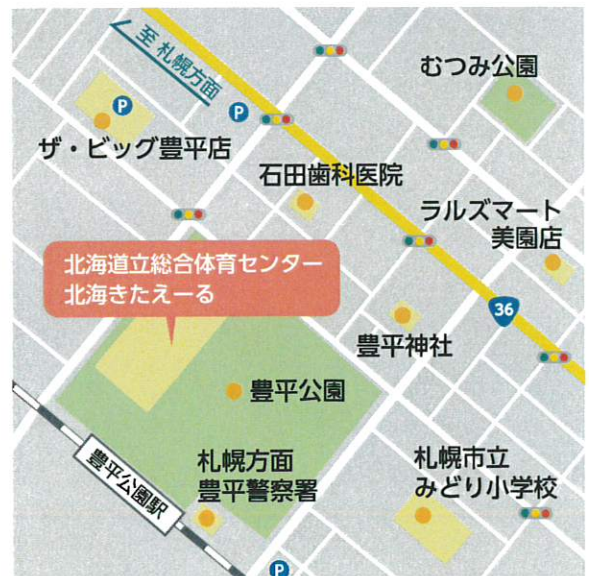 至 札幌方面
むつみ公園
P
P
ザ・ビッグ豊平店
石田歯科医院
ラルズマート
美園店
北海道立総合体育センター
北海きたえーる
36
豊平神社
豊平公園
豊平公園駅
札幌方面
豊平警察署
札幌市立
みどり小学校
P